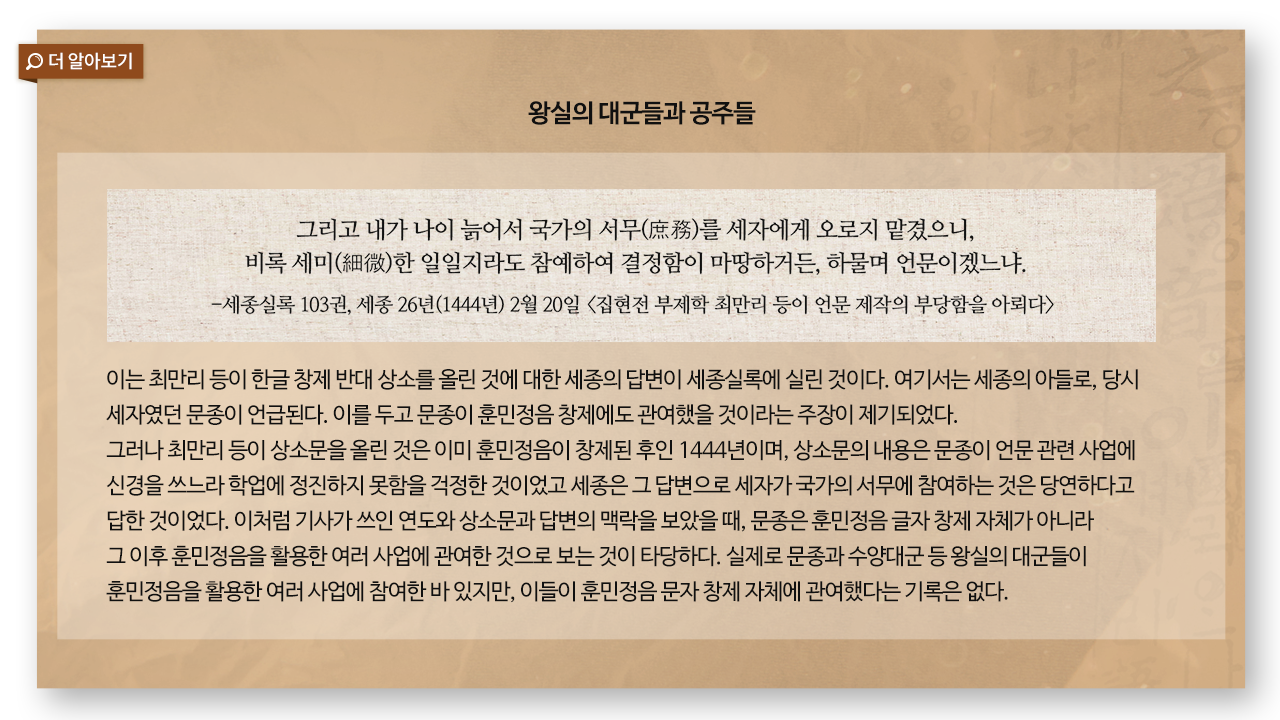 더 알아보기
왕실의 대군들과 공주들
그리고 내가 나이 늙어서 국가의 서무(庶務)를 세자에게 오로지 맡겼으니,
비록 세미(細微)한 일일지라도 참예하여 결정함이 마땅하거든, 하물며 언문이겠느냐.
-세종실록 103권, 세종 26년(1444년) 2월 20일 <집현전 부제학 최만리 등이 언문 제작의 부당함을 아뢰다>
이는 최만리 등이 한글 창제 반대 상소를 올린 것에 대한 세종의 답변이 세종실록에 실린 것이다. 여기서는 세종의 아들로, 당시
세자였던 문종이 언급된다. 이를 두고 문종이 훈민정음 창제에도 관여했을 것이라는 주장이 제기되었다.
그러나 최만리 등이 상소문을 올린 것은 이미 훈민정음이 창제된 후인 1444년이며, 상소문의 내용은 문종이 언문 관련 사업에
신경을 쓰느라 학업에 정진하지 못함을 걱정한 것이었고 세종은 그 답변으로 세자가 국가의 서무에 참여하는 것은 당연하다고
답한 것이었다. 이처럼 기사가 쓰인 연도와 상소문과 답변의 맥락을 보았을 때, 문종은 훈민정음 글자 창제 자체가 아니라
그 이후 훈민정음을 활용한 여러 사업에 관여한 것으로 보는 것이 타당하다. 실제로 문종과 수양대군 등 왕실의 대군들이
훈민정음을 활용한 여러 사업에 참여한 바 있지만, 이들이 훈민정음 문자 창제 자체에 관여했다는 기록은 없다.